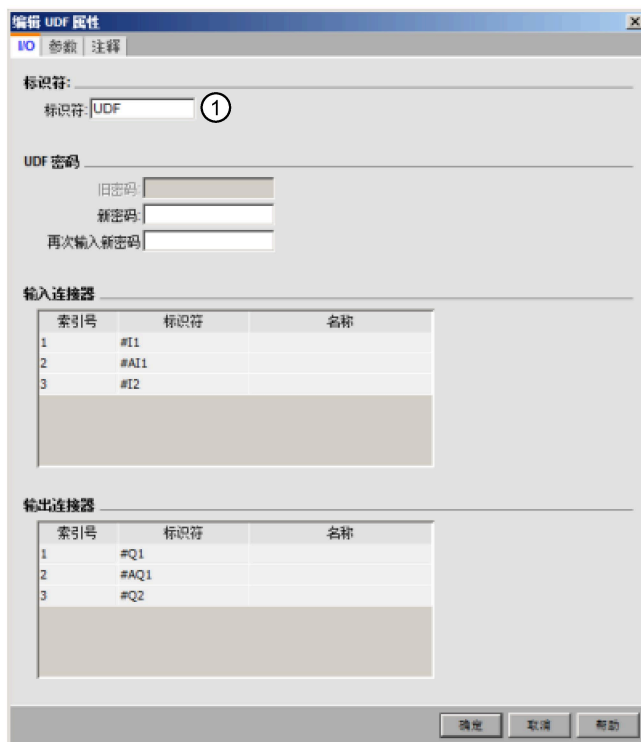 编辑 UDF 属性
I/O 参数 注释
标识符:
标识符: UDF ①
UDF 密码
旧密码:
新密码:
再次输入新密码
输入连接器
索引号 标识符 名称
1 #I1
2 #AI1
3 #I2
输出连接器
索引号 标识符 名称
1 #Q1
2 #AQ1
3 #Q2
确定 取消 帮助